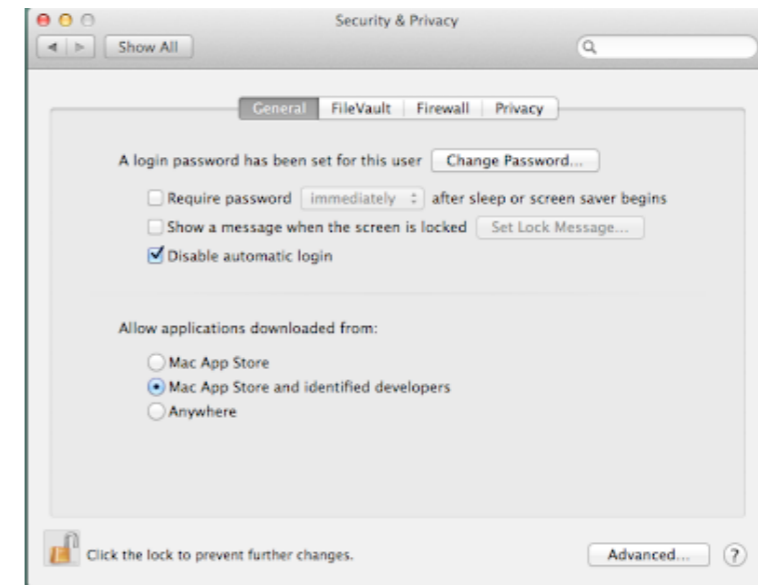 Security & Privacy
Show All
General FileVault Firewall Privacy
A login password has been set for this user Change Password...
Require password immediately after sleep or screen saver begins
Show a message when the screen is locked Set Lock Message...
Disable automatic login
Allow applications downloaded from:
Mac App Store
Mac App Store and identified developers
Anywhere
Click the lock to prevent further changes. Advanced... ?